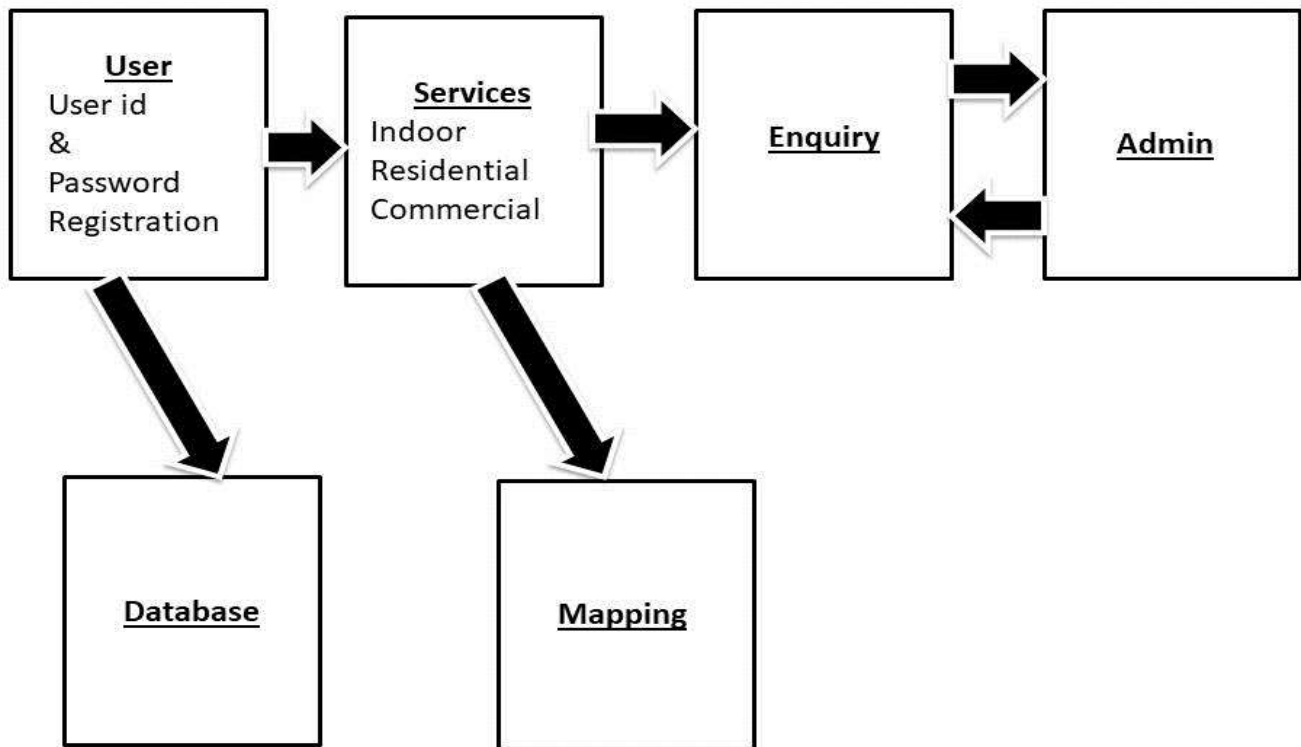 User
User id
&
Password
Registration
Services
Indoor
Residential
Commercial
Enquiry
Admin
Database
Mapping